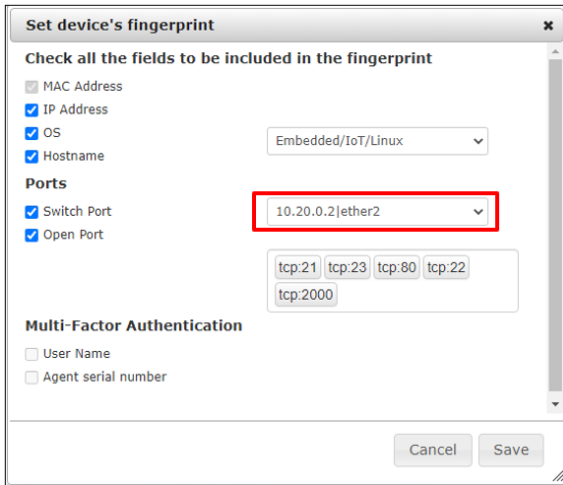 Set device's fingerprint
Check all the fields to be included in the fingerprint
MAC Address
IP Address
OS
Embedded/IoT/Linux
Hostname
Ports
Switch Port
10.20.0.2|ether2
Open Port
tcp:21 tcp:23 tcp:80 tcp:22
tcp:2000
Multi-Factor Authentication
User Name
Agent serial number
Cancel Save